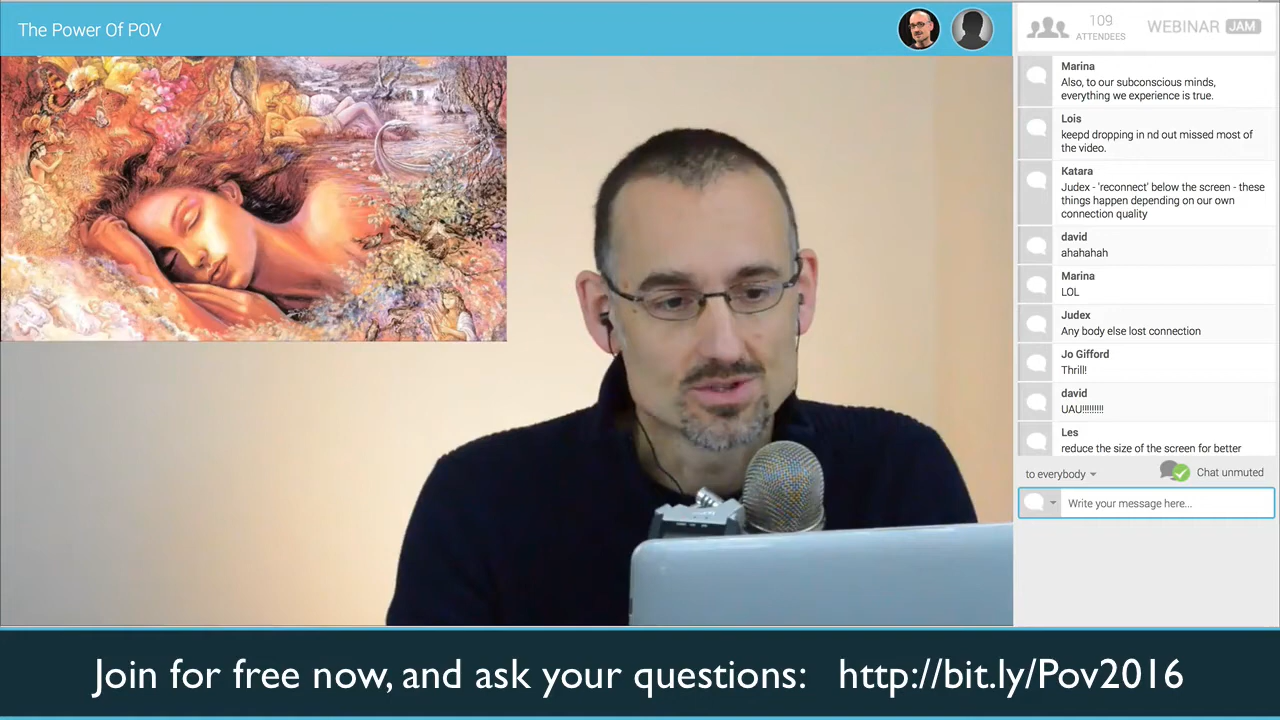 The Power Of POV
109
ATTENDEES
WEBINAR JAM
Marina
Also, to our subconscious minds,
everything we experience is true.
Lois
keepd dropping in nd out missed most of
the video.
Katara
Judex - 'reconnect' below the screen - these
things happen depending on our own
connection quality
david
ahahahah
Marina
LOL
Judex
Any body else lost connection
Jo Gifford
Thrill!
david
UAU!!!!!!!!!
Les
reduce the size of the screen for better
to everybody
Chat unmuted
Write your message here...
Join for free now, and ask your questions: http://bit.ly/Pov2016